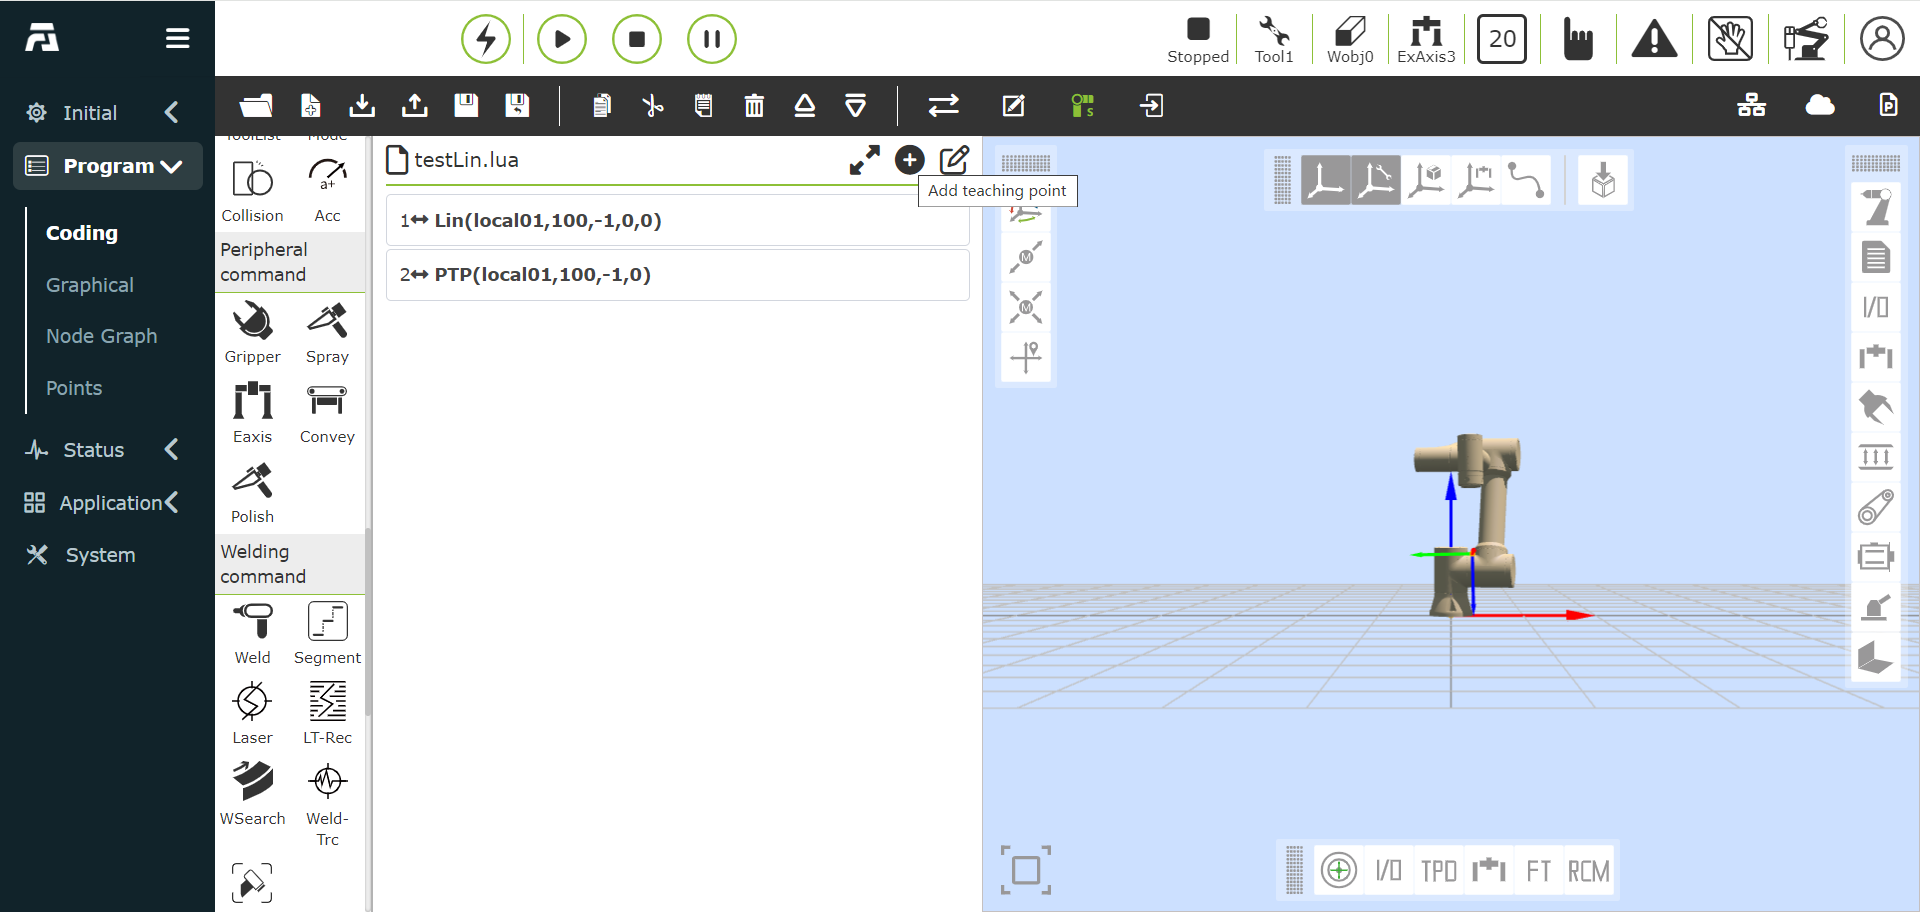 Stopped
Tool1
Wobj0
ExAxis3
20
Initial
Program
Coding
Graphical
Node Graph
Points
Status
Application
System
ToolList
Mode
Collision
Acc
a+
Peripheral
command
Gripper
Spray
Eaxis
Convey
Polish
Welding
command
Weld
Segment
Laser
LT-Rec
WSearch
Weld-
Trc
testLin.lua
Add teaching point
1 Lin(local01,100,-1,0,0)
2 PTP(local01,100,-1,0)
S
P
M
M
I/O
I/O
TPD
FT
RCM